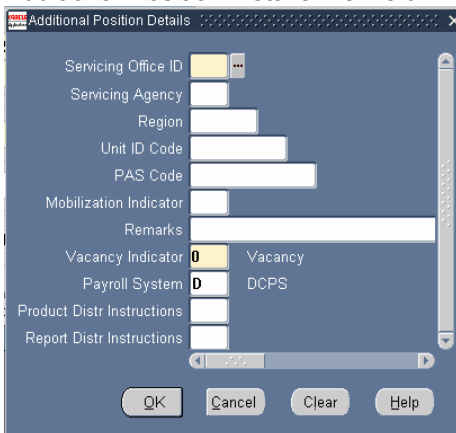 Additional Position Details
Servicing Office ID
Servicing Agency
Region
Unit ID Code
PAS Code
Mobilization Indicator
Remarks
Vacancy Indicator 0 Vacancy
Payroll System D DCPS
Product Distr Instructions
Report Distr Instructions
OK Cancel Clear Help